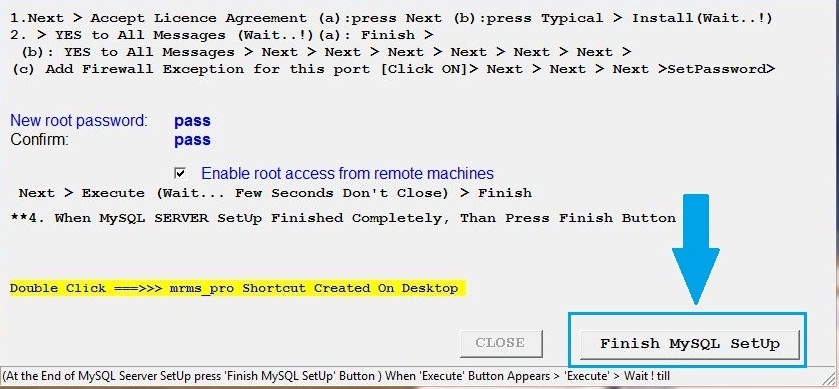 1.Next > Accept Licence Agreement (a):press Next (b):press Typical > Install(Wait..!)
2. > YES to All Messages (Wait..!)(a): Finish >
(b): YES to All Messages > Next > Next > Next > Next > Next > Next >
(c) Add Firewall Exception for this port [Click ON]> Next > Next > Next >SetPassword>
New root password: pass
Confirm: pass
Enable root access from remote machines
Next > Execute (Wait... Few Seconds Don't Close) > Finish
**4. When MySQL SERVER SetUp Finished Completely, Than Press Finish Button
Double Click ===>>> mrms_pro Shortcut Created On Desktop
CLOSE
Finish MySQL SetUp
(At the End of MySQL Seerver SetUp press 'Finish MySQL SetUp' Button ) When 'Execute' Button Appears > 'Execute' > Wait ! till